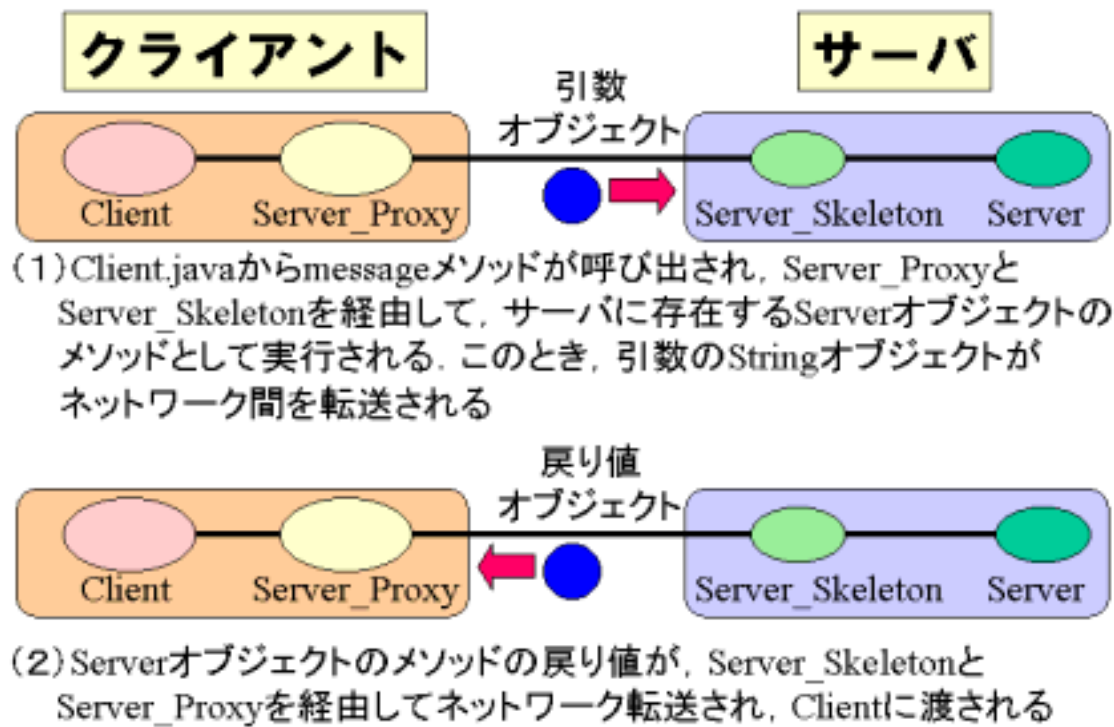 クライアント
サーバ
引数
オブジェクト
Client
Server_Proxy
Server_Skeleton
Server
(1)Client.javaからmessageメソッドが呼び出され，Server_Proxyと
Server_Skeletonを経由して，サーバに存在するServerオブジェクトの
メソッドとして実行される．このとき，引数のStringオブジェクトが
ネットワーク間を転送される
戻り値
オブジェクト
Client
Server_Proxy
Server_Skeleton
Server
(2)Serverオブジェクトのメソッドの戻り値が，Server_Skeletonと
Server_Proxyを経由してネットワーク転送され，Clientに渡される